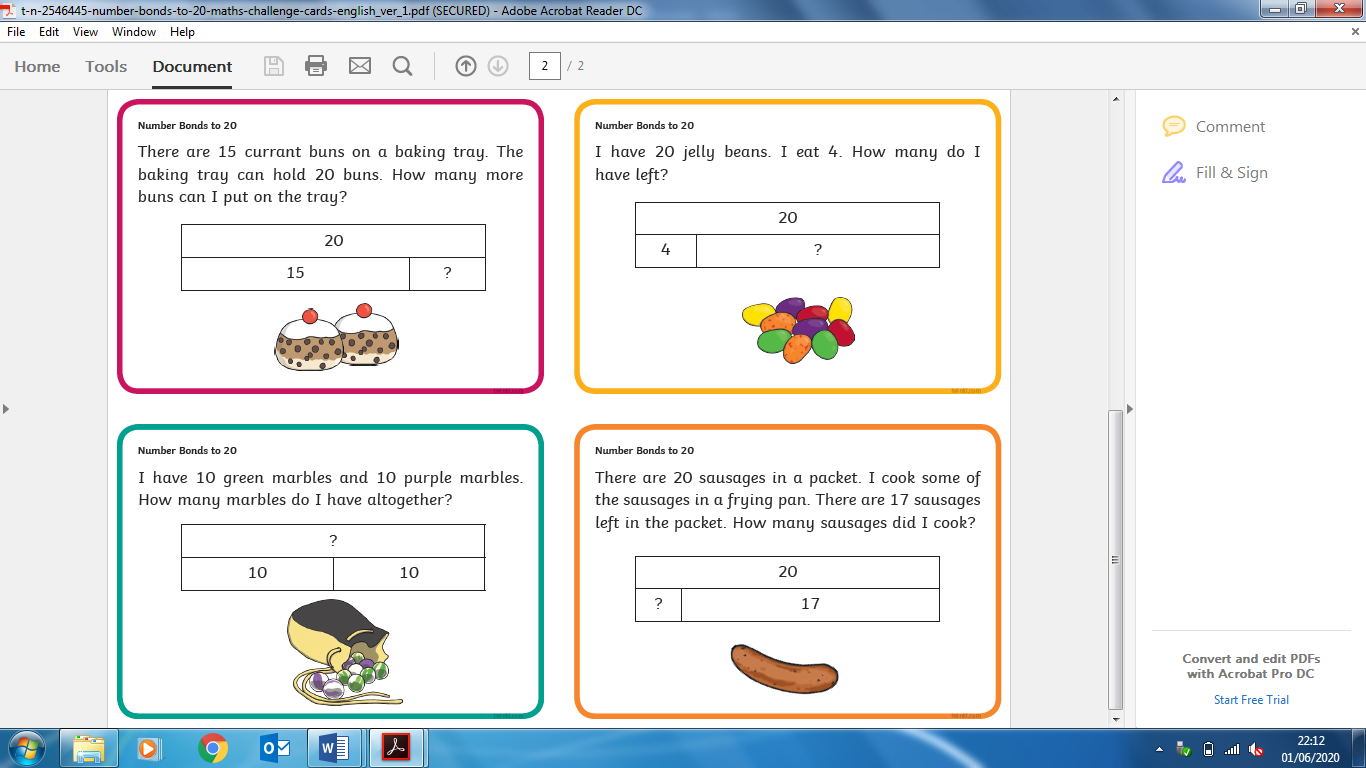 t-n-2546445-number-bonds-to-20-maths-challenge-cards-english_ver_1.pdf (SECURED) - Adobe Acrobat Reader DC
File Edit View Window Help
Home Tools Document 2 / 2
Number Bonds to 20
There are 15 currant buns on a baking tray. The
baking tray can hold 20 buns. How many more
buns can I put on the tray?
20
15 ?
Number Bonds to 20
I have 20 jelly beans. I eat 4. How many do I
have left?
20
4 ?
Number Bonds to 20
I have 10 green marbles and 10 purple marbles.
How many marbles do I have altogether?
?
10 10
Number Bonds to 20
There are 20 sausages in a packet. I cook some of
the sausages in a frying pan. There are 17 sausages
left in the packet. How many sausages did I cook?
20
? 17
Comment
Fill & Sign
Convert and edit PDFs
with Acrobat Pro DC
Start Free Trial
22:12
01/06/2020